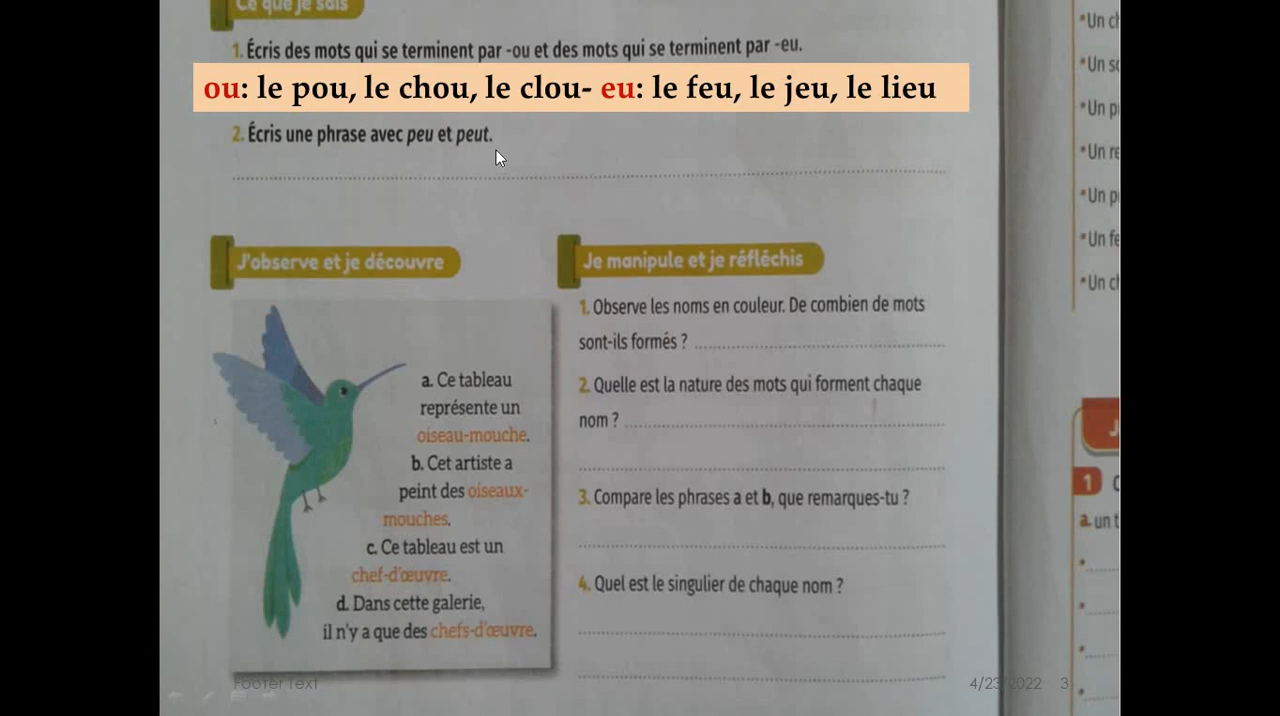 Ce que je sais
1. Écris des mots qui se terminent par -ou et des mots qui se terminent par -eu.
ou: le pou, le chou, le clou- eu: le feu, le jeu, le lieu
2. Écris une phrase avec peu et peut.
J'observe et je découvre
a. Ce tableau
représente un
oiseau-mouche.
b. Cet artiste a
peint des oiseaux-
mouches.
c. Ce tableau est un
chef-d'œuvre.
d. Dans cette galerie,
il n'y a que des chefs-d'œuvre.
Je manipule et je réfléchis
1. Observe les noms en couleur. De combien de mots
sont-ils formés ?
2. Quelle est la nature des mots qui forment chaque
nom ?
3. Compare les phrases a et b, que remarques-tu ?
4. Quel est le singulier de chaque nom ?
*Un
*Un
*Un
*Un
*Un
*Un
*Un
1
a. un
Footer Text
4/23/2022 3